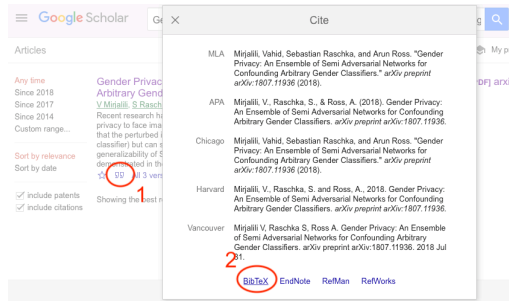 Google Scholar
Ge
Cite
g
Articles
My p
Any time
Since 2018
Since 2017
Since 2014
Custom range...
Sort by relevance
Sort by date
include patents
include citations
Gender Privac
Arbitrary Gend
V Mirjalili, S Rasch
Recent research ha
privacy to face ima
that the perturbed i
classifier) but can s
generalizability of S
demonstrated in the
All 3 vers
1
Showing the best r
PDF] arxi
MLA Mirjalili, Vahid, Sebastian Raschka, and Arun Ross. "Gender
Privacy: An Ensemble of Semi Adversarial Networks for
Confounding Arbitrary Gender Classifiers." arXiv preprint
arXiv:1807.11936 (2018).
APA Mirjalili, V., Raschka, S., & Ross, A. (2018). Gender Privacy:
An Ensemble of Semi Adversarial Networks for Confounding
Arbitrary Gender Classifiers. arXiv preprint arXiv:1807.11936.
Chicago Mirjalili, Vahid, Sebastian Raschka, and Arun Ross. "Gender
Privacy: An Ensemble of Semi Adversarial Networks for
Confounding Arbitrary Gender Classifiers." arXiv preprint
arXiv:1807.11936 (2018).
Harvard Mirjalili, V., Raschka, S. and Ross, A., 2018. Gender Privacy:
An Ensemble of Semi Adversarial Networks for Confounding
Arbitrary Gender Classifiers. arXiv preprint arXiv:1807.11936.
Vancouver Mirjalili V, Raschka S, Ross A. Gender Privacy: An Ensemble
of Semi Adversarial Networks for Confounding Arbitrary
Gender Classifiers. arXiv preprint arXiv:1807.11936. 2018 Jul
31.
2
BibTeX EndNote RefMan RefWorks